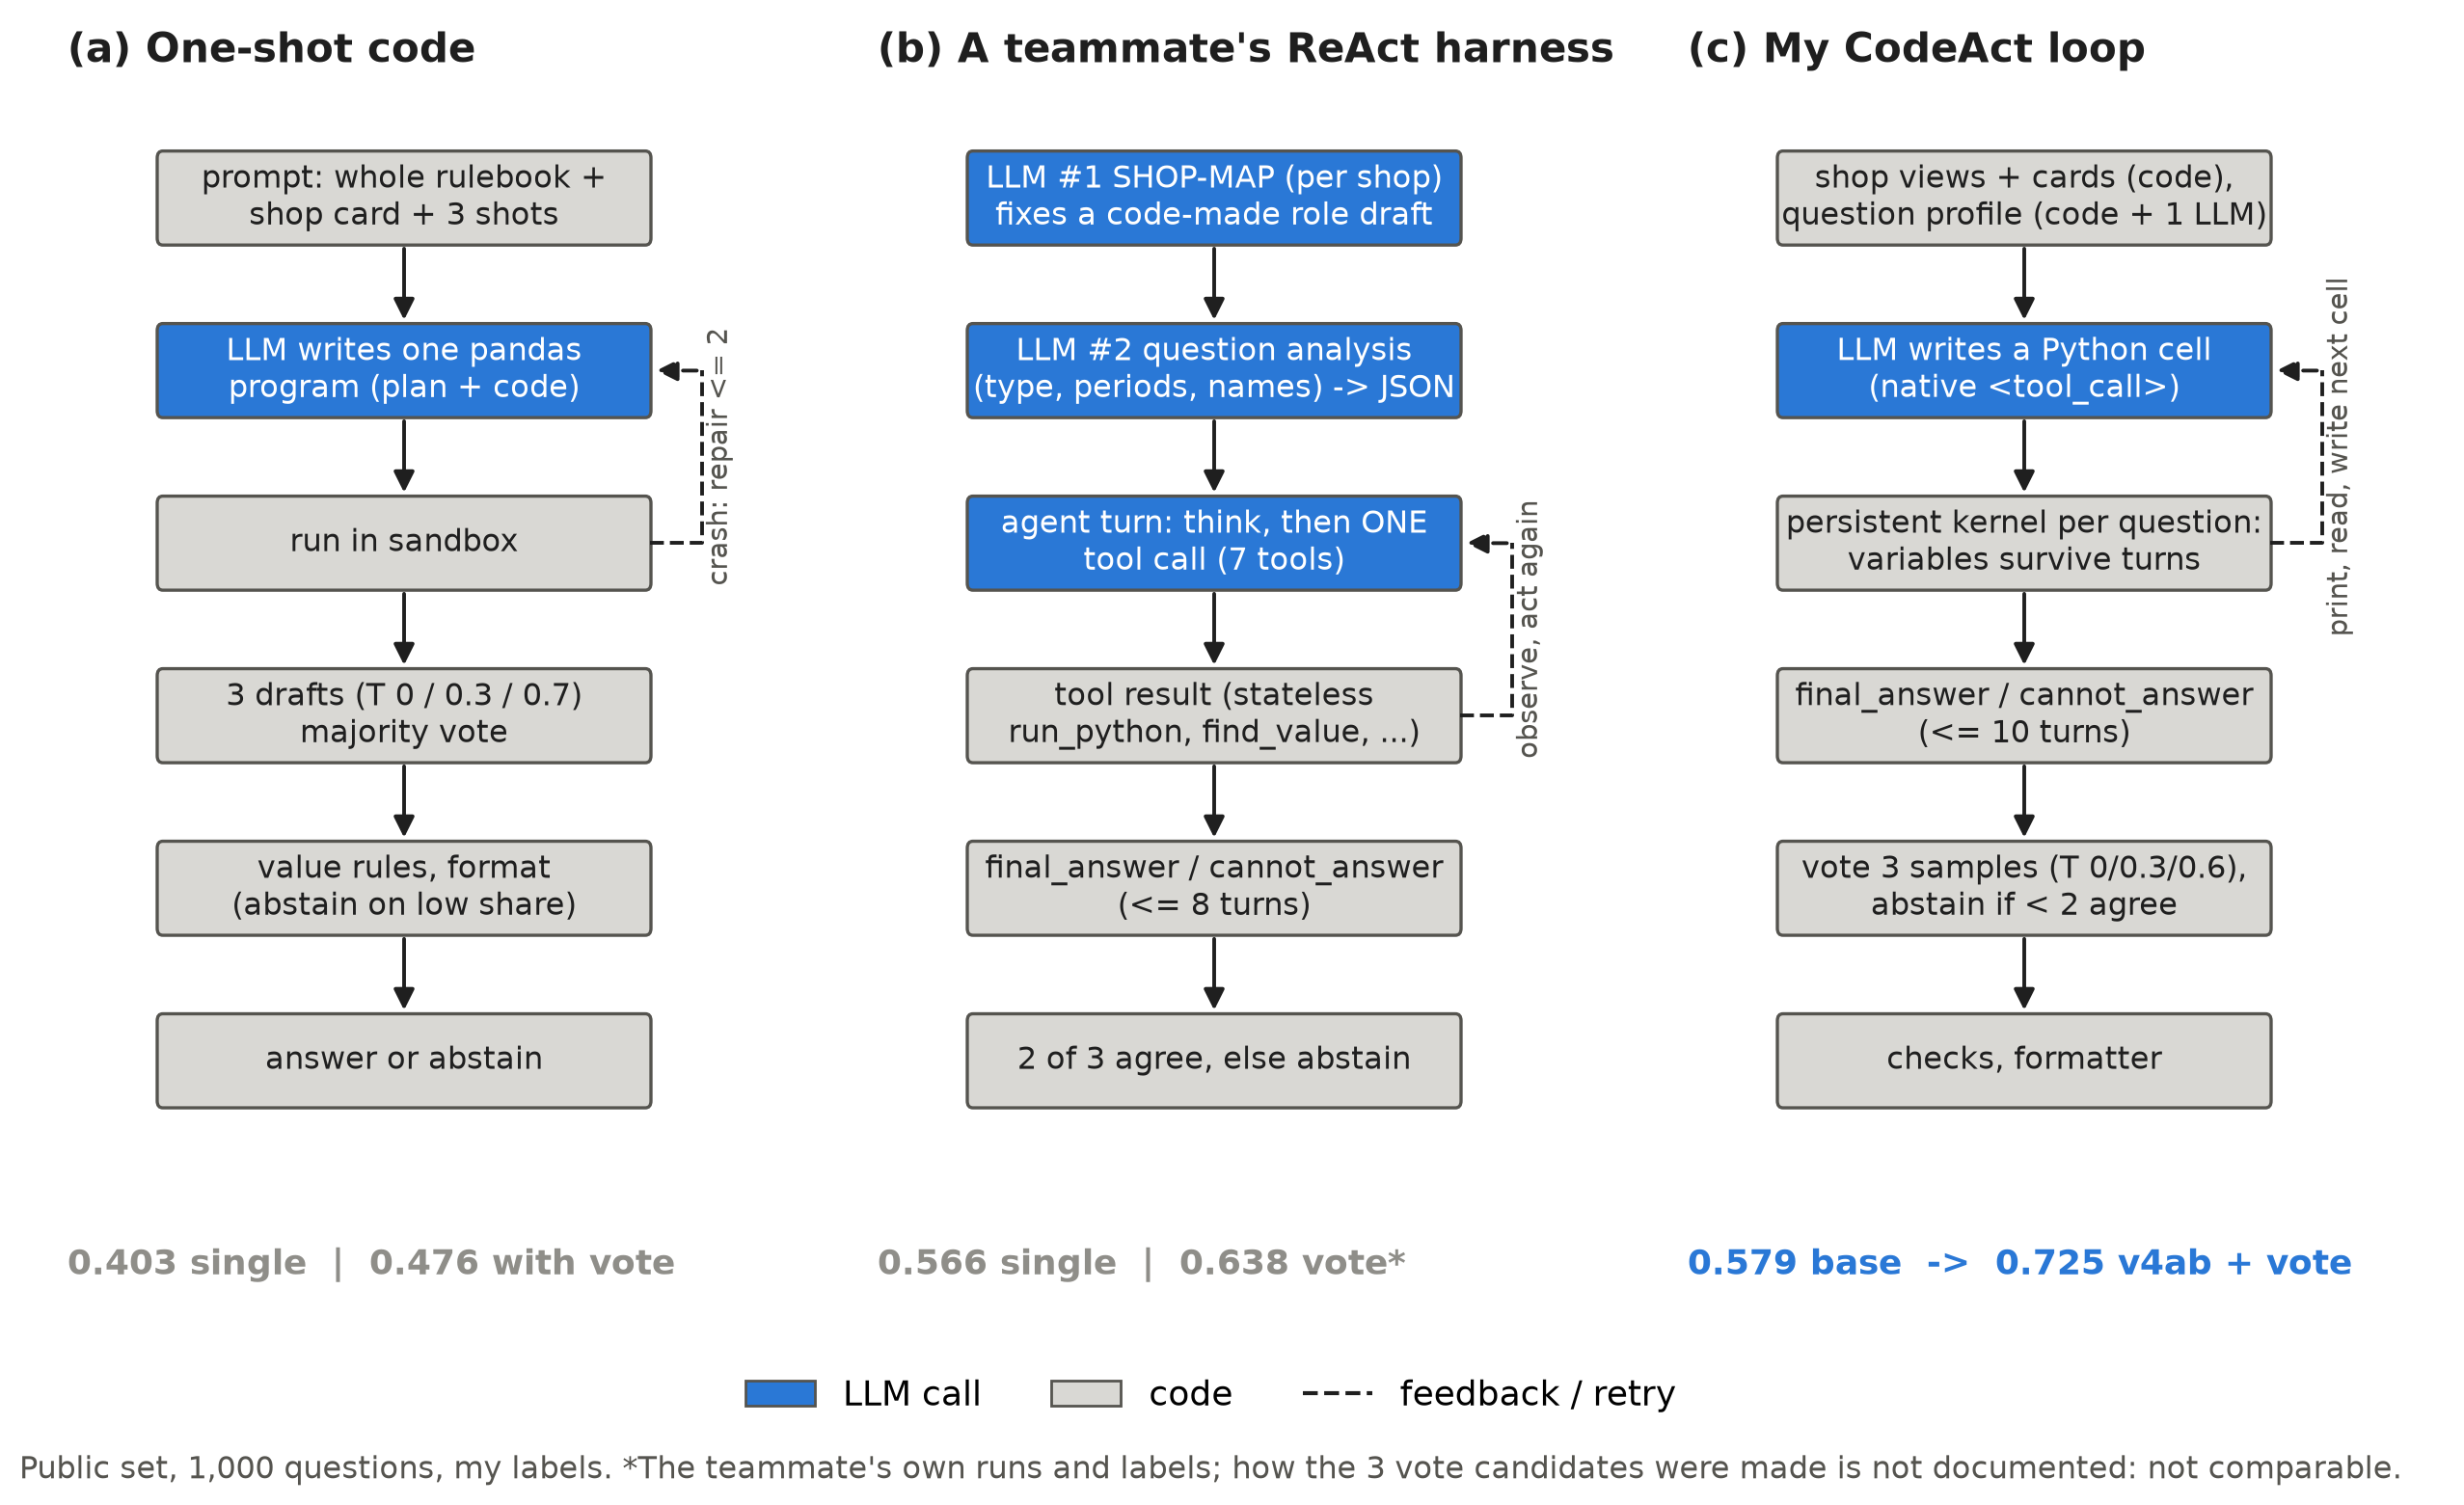 (a) One-shot code
prompt: whole rulebook +
shop card + 3 shots
LLM writes one pandas
program (plan + code)
crash: repair <= 2
run in sandbox
3 drafts (T 0 / 0.3 / 0.7)
majority vote
value rules, format
(abstain on low share)
answer or abstain
0.403 single | 0.476 with vote
(b) A teammate's ReAct harness
LLM #1 SHOP-MAP (per shop)
fixes a code-made role draft
LLM #2 question analysis
(type, periods, names) -> JSON
agent turn: think, then ONE
tool call (7 tools)
observe, act again
tool result (stateless
run_python, find_value, ...)
final_answer / cannot_answer
(<= 8 turns)
2 of 3 agree, else abstain
0.566 single | 0.638 vote*
(c) My CodeAct loop
shop views + cards (code),
question profile (code + 1 LLM)
LLM writes a Python cell
(native <tool_call>)
print, read, write next cell
persistent kernel per question:
variables survive turns
final_answer / cannot_answer
(<= 10 turns)
vote 3 samples (T 0/0.3/0.6),
abstain if < 2 agree
checks, formatter
0.579 base -> 0.725 v4ab + vote
LLM call
code
feedback / retry
Public set, 1,000 questions, my labels. *The teammate's own runs and labels; how the 3 vote candidates were made is not documented: not comparable.